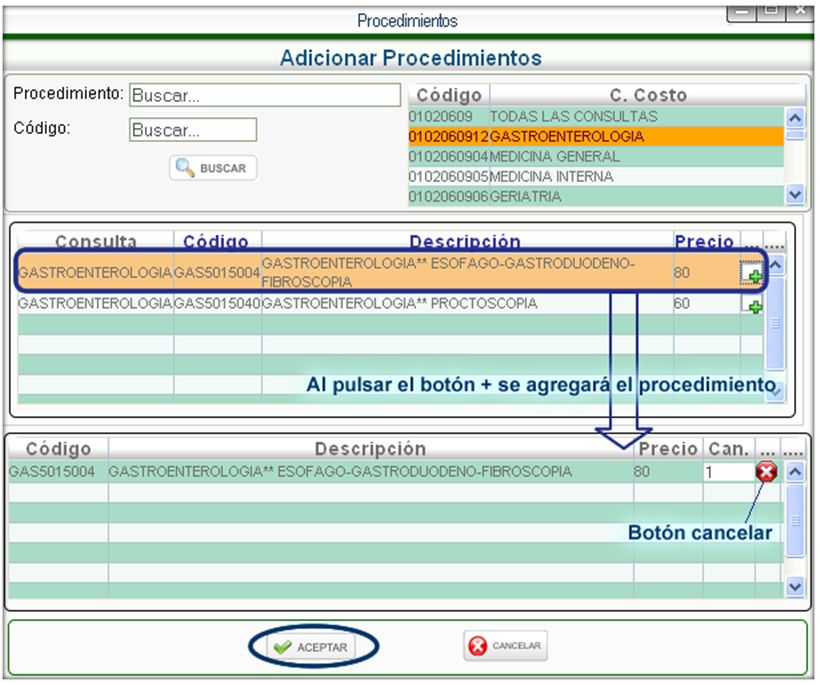 Procedimientos
Adicionar Procedimientos
Procedimiento: Buscar...
Código: Buscar...
BUSCAR
Código C. Costo
01020609 TODAS LAS CONSULTAS
0102060912 GASTROENTEROLOGIA
0102060904 MEDICINA GENERAL
0102060905 MEDICINA INTERNA
0102060906 GERIATRIA
Consulta Código Descripción Precio ... ....
GASTROENTEROLOGIA GAS5015004 GASTROENTEROLOGIA** ESOFAGO-GASTRODUODENO-
FIBROSCOPIA 80
GASTROENTEROLOGIA GAS5015040 GASTROENTEROLOGIA** PROCTOSCOPIA 60
Al pulsar el botón + se agregará el procedimiento
Código Descripción Precio Can. ... ....
GAS5015004 GASTROENTEROLOGIA** ESOFAGO-GASTRODUODENO-FIBROSCOPIA 80 1
Botón cancelar
ACEPTAR CANCELAR